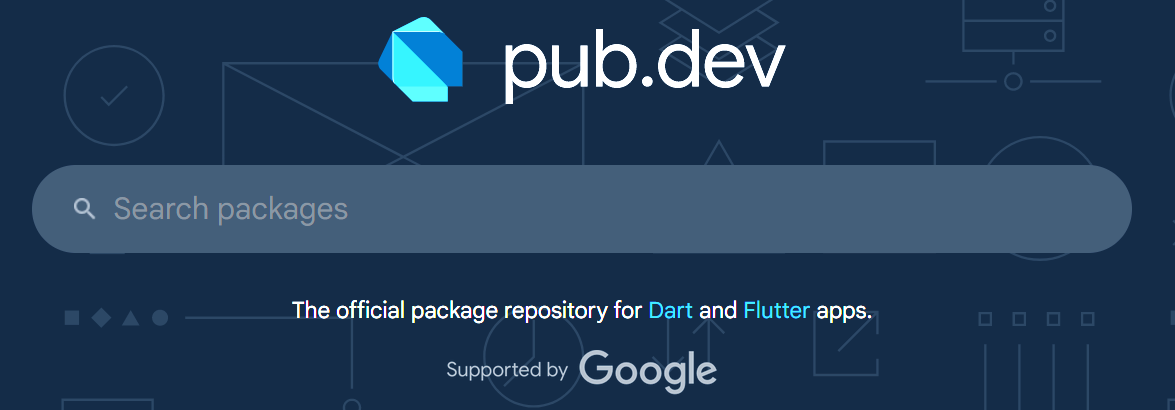 pub.dev
Search packages
The official package repository for Dart and Flutter apps.
Supported by Google